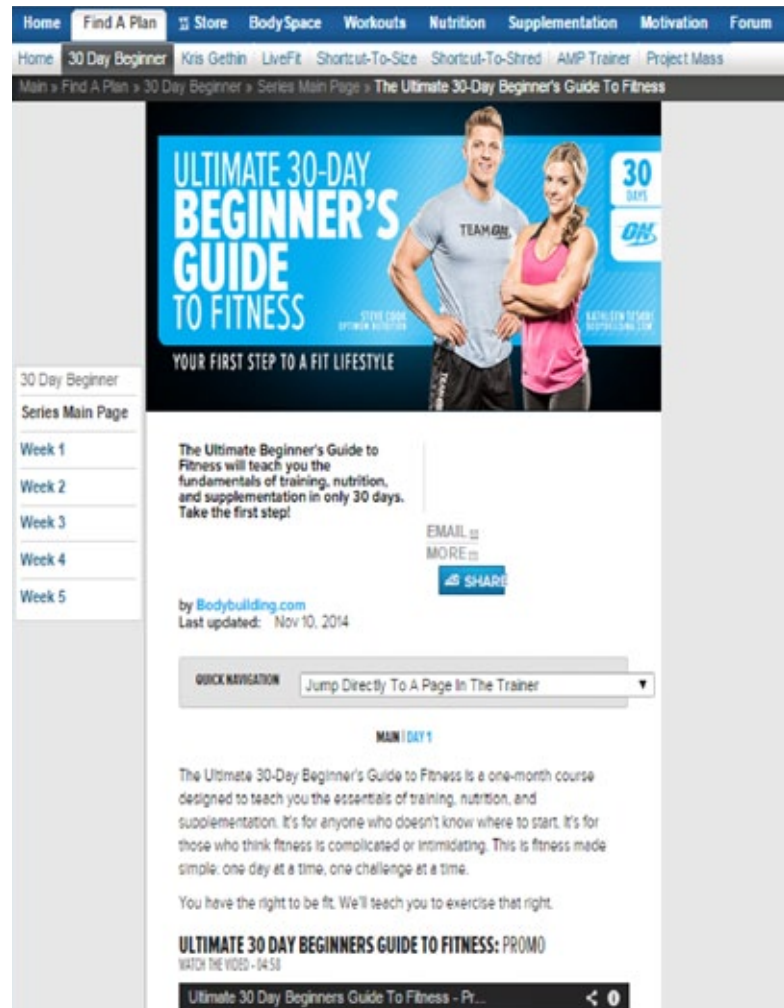 Home Find A Plan Store BodySpace Workouts Nutrition Supplementation Motivation Forum
Home 30 Day Beginner Kris Gethin LiveFit Shortcut-To-Size Shortcut-To-Shred AMP Trainer Project Mass
Main » Find A Plan » 30 Day Beginner » Series Main Page » The Ultimate 30-Day Beginner's Guide To Fitness
ULTIMATE 30-DAY
BEGINNER'S
GUIDE
TO FITNESS
30
DAYS
ON
TEAM ON
STEVE COOK
OPTIMUM NUTRITION
KATHLEEN TESORI
BODYBUILDING.COM
YOUR FIRST STEP TO A FIT LIFESTYLE
30 Day Beginner
Series Main Page
Week 1
Week 2
Week 3
Week 4
Week 5
The Ultimate Beginner's Guide to
Fitness will teach you the
fundamentals of training, nutrition,
and supplementation in only 30 days.
Take the first step!
EMAIL
MORE
SHARE
by Bodybuilding.com
Last updated: Nov 10, 2014
QUICK NAVIGATION Jump Directly To A Page In The Trainer
MAIN | DAY 1
The Ultimate 30-Day Beginner's Guide to Fitness is a one-month course
designed to teach you the essentials of training, nutrition, and
supplementation. It's for anyone who doesn't know where to start. It's for
those who think fitness is complicated or intimidating. This is fitness made
simple: one day at a time, one challenge at a time.
You have the right to be fit. We'll teach you to exercise that right.
ULTIMATE 30 DAY BEGINNERS GUIDE TO FITNESS: PROMO
WATCH THE VIDEO - 04:58
Ultimate 30 Day Beginners Guide To Fitness - Pr...